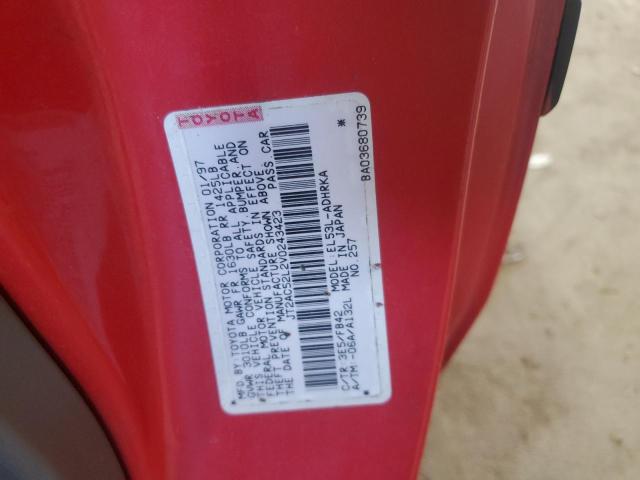 TOYOTA
MFD BY TOYOTA MOTOR CORPORATION 01/97
GVWR 3010LB GAWR FR 1630LB RR 1425LB
THIS VEHICLE CONFORMS TO ALL APPLICABLE
FEDERAL MOTOR VEHICLE SAFETY, BUMPER, AND
THEFT PREVENTION STANDARDS IN EFFECT ON
THE DATE OF MANUFACTURE SHOWN ABOVE.
JT2AC52L2V0243423 PASS. CAR
C/TR 3E5/FB42 MODEL: EL53L-ADHRKA
A/TM -06A/A132L MADE IN JAPAN
NO.257
BA03680739